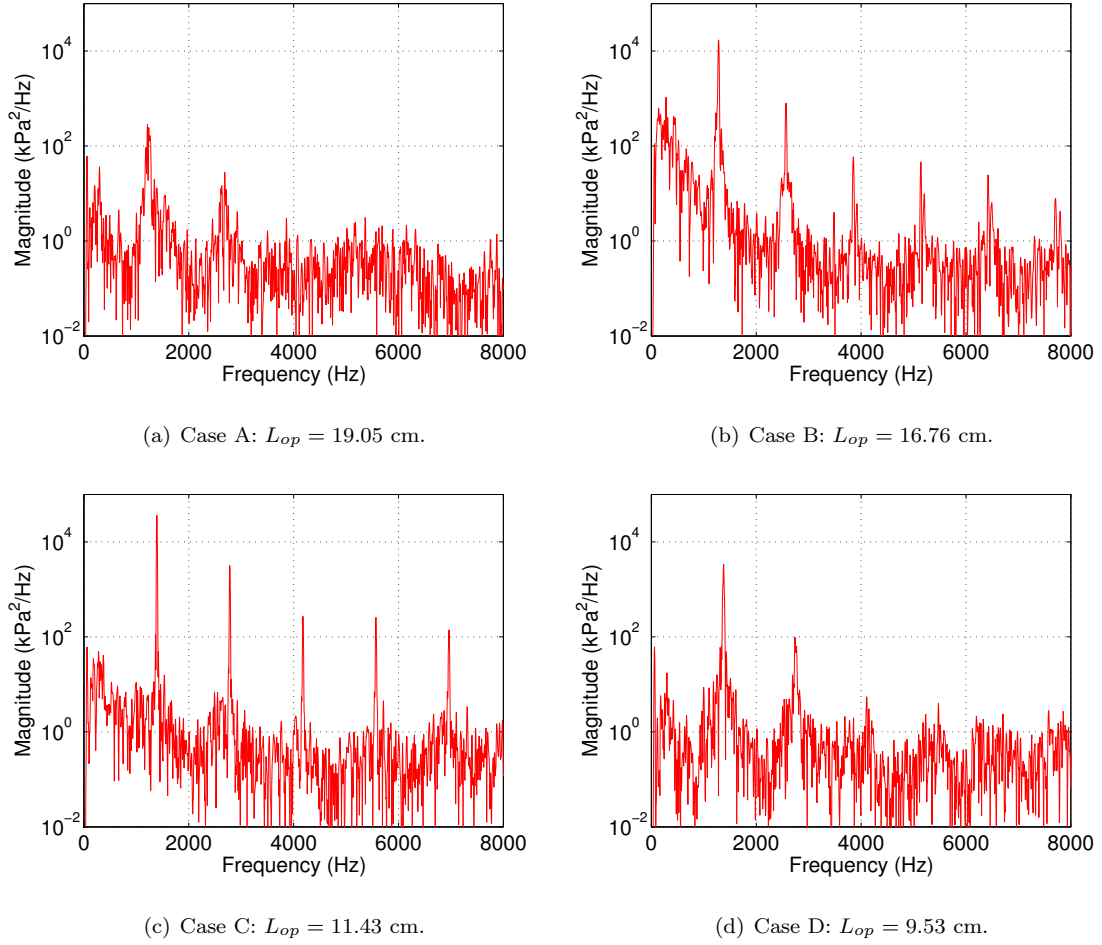 10^4
10^2
10^0
10^−2
Magnitude (kPa^2/Hz)
0 2000 4000 6000 8000
Frequency (Hz)
(a) Case A: L_op = 19.05 cm.
10^4
10^2
10^0
10^−2
Magnitude (kPa^2/Hz)
0 2000 4000 6000 8000
Frequency (Hz)
(b) Case B: L_op = 16.76 cm.
10^4
10^2
10^0
10^−2
Magnitude (kPa^2/Hz)
0 2000 4000 6000 8000
Frequency (Hz)
(c) Case C: L_op = 11.43 cm.
10^4
10^2
10^0
10^−2
Magnitude (kPa^2/Hz)
0 2000 4000 6000 8000
Frequency (Hz)
(d) Case D: L_op = 9.53 cm.